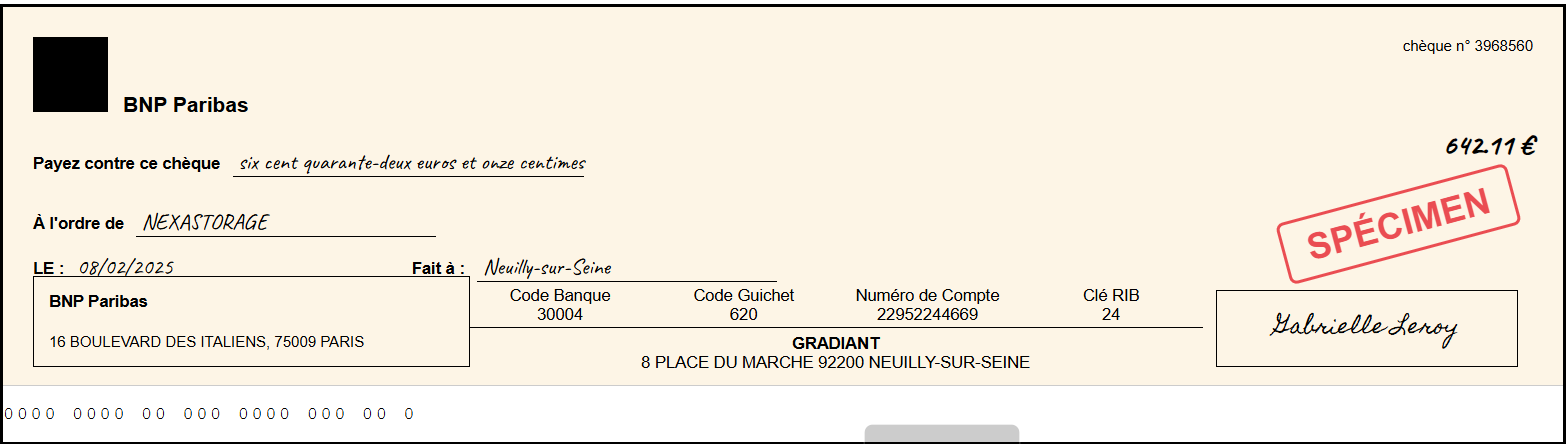 chèque n° 3968560
BNP Paribas
642.11 €
Payez contre ce chèque six cent quarante-deux euros et onze centimes
SPÉCIMEN
À l'ordre de NEXASTORAGE
LE : 08/02/2025 Fait à : Neuilly-sur-Seine
BNP Paribas
16 BOULEVARD DES ITALIENS, 75009 PARIS
Code Banque Code Guichet Numéro de Compte Clé RIB
30004 620 22952244669 24
GRADIANT
8 PLACE DU MARCHE 92200 NEUILLY-SUR-SEINE
Gabrielle Leroy
0000 0000 00 000 0000 000 00 0